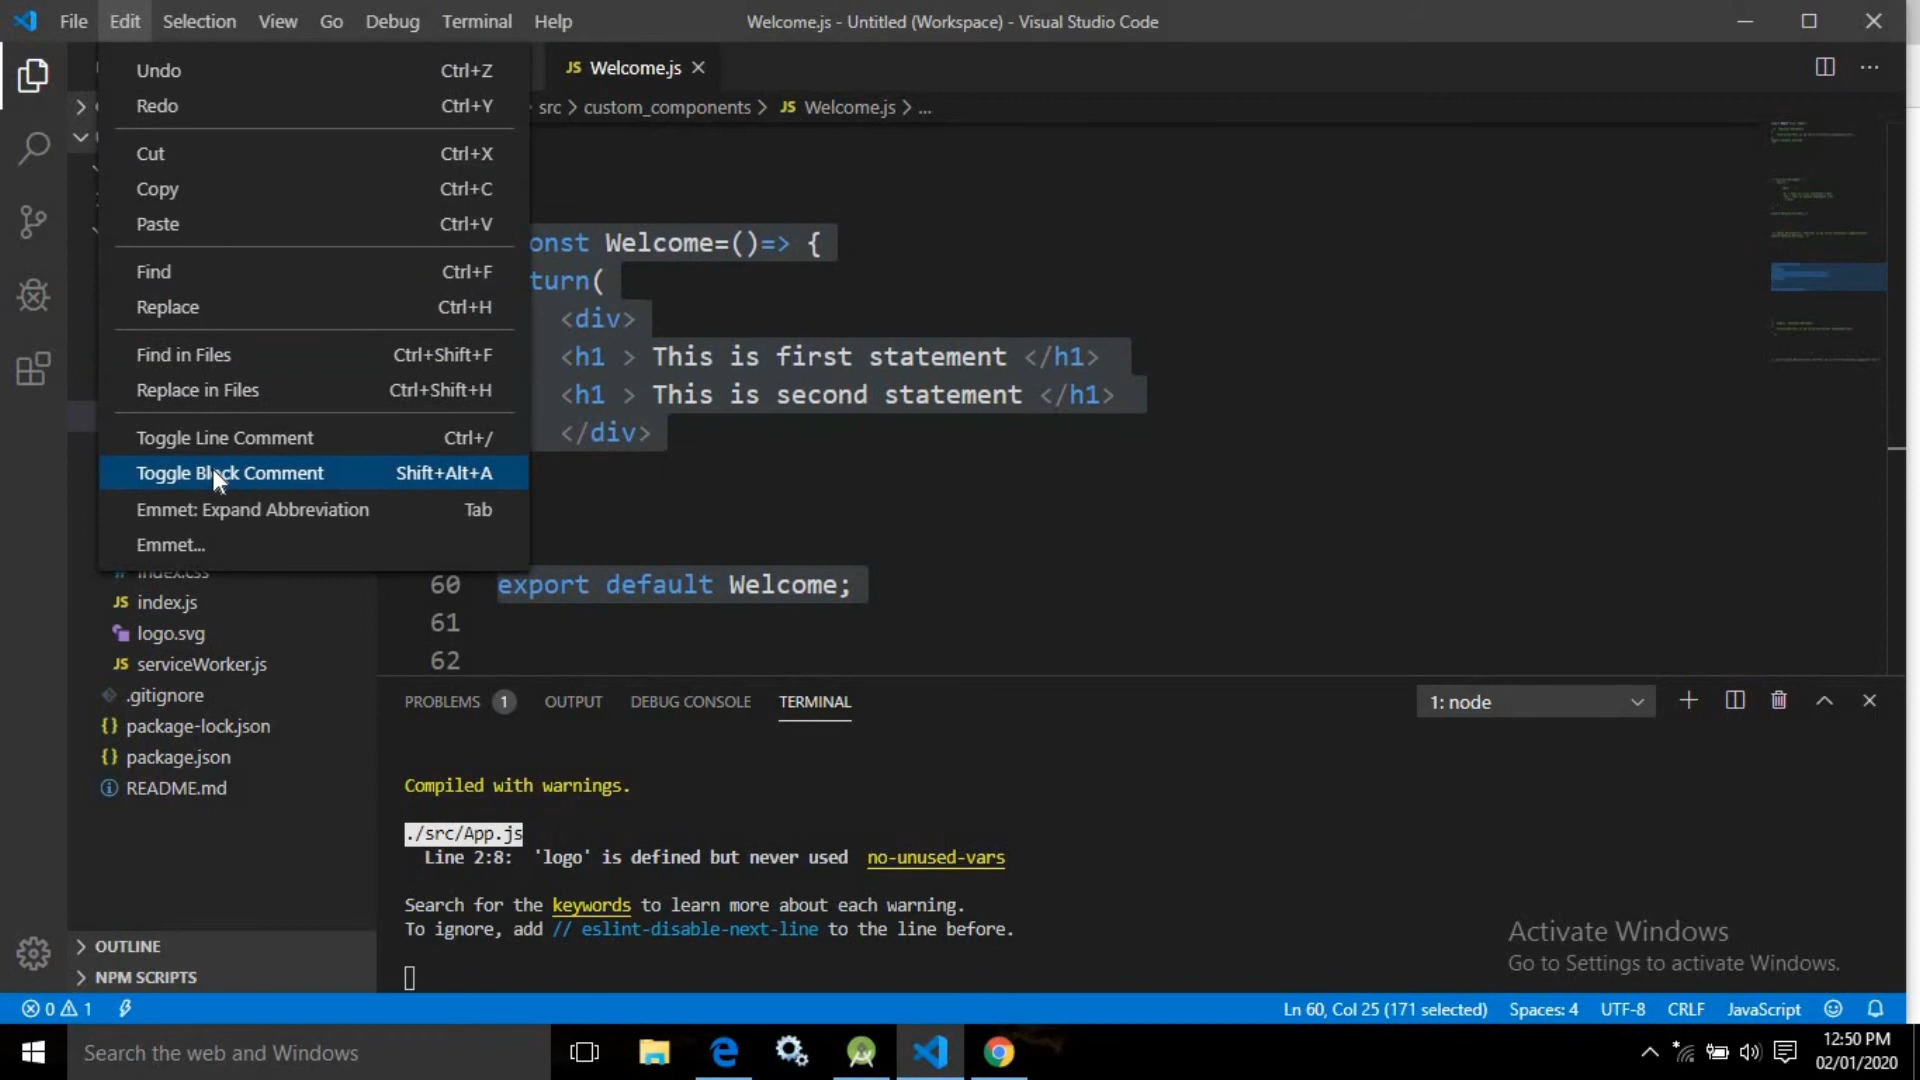 File Edit Selection View Go Debug Terminal Help
Welcome.js - Untitled (Workspace) - Visual Studio Code
Undo Ctrl+Z
Redo Ctrl+Y
Cut Ctrl+X
Copy Ctrl+C
Paste Ctrl+V
Find Ctrl+F
Replace Ctrl+H
Find in Files Ctrl+Shift+F
Replace in Files Ctrl+Shift+H
Toggle Line Comment Ctrl+/
Toggle Block Comment Shift+Alt+A
Emmet: Expand Abbreviation Tab
Emmet...
JS Welcome.js
src > custom_components > JS Welcome.js > ...
onst Welcome=()=> {
turn(
<div>
<h1 > This is first statement </h1>
<h1 > This is second statement </h1>
</div>
60 export default Welcome;
61
62
index.css
JS index.js
logo.svg
JS serviceWorker.js
.gitignore
{} package-lock.json
{} package.json
README.md
OUTLINE
NPM SCRIPTS
PROBLEMS 1 OUTPUT DEBUG CONSOLE TERMINAL
1: node
Compiled with warnings.
./src/App.js
Line 2:8: 'logo' is defined but never used no-unused-vars
Search for the keywords to learn more about each warning.
To ignore, add // eslint-disable-next-line to the line before.
Activate Windows
Go to Settings to activate Windows.
0 1
Ln 60, Col 25 (171 selected) Spaces: 4 UTF-8 CRLF JavaScript
Search the web and Windows
12:50 PM
02/01/2020